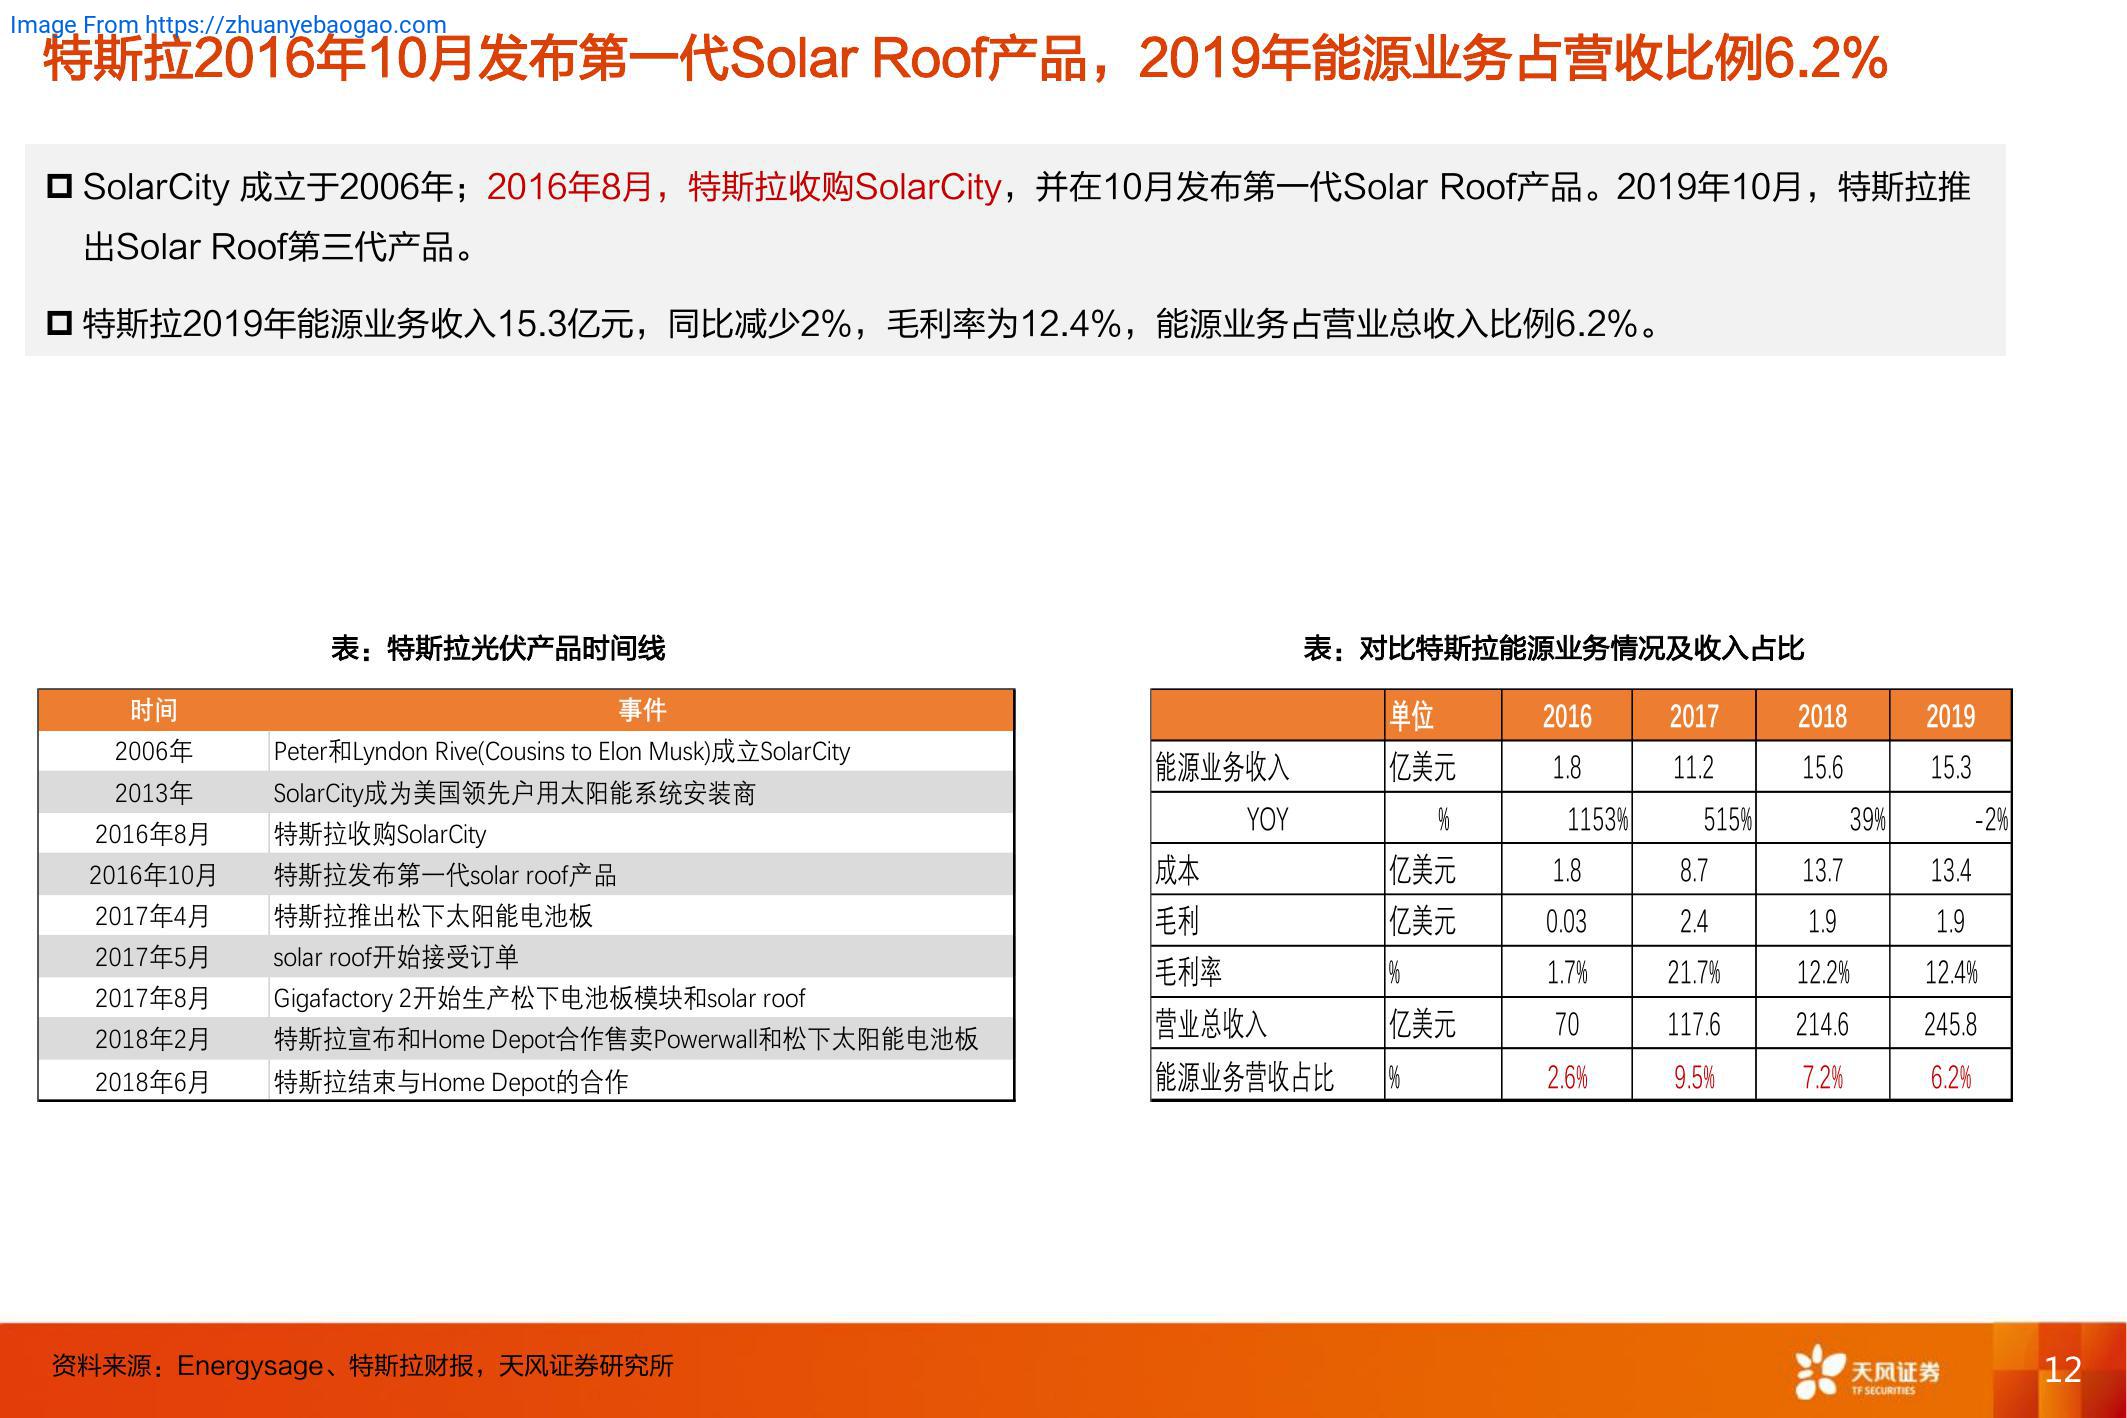 Image From https://zhuanyebaogao.com
特斯拉2016年10月发布第一代Solar Roof产品，2019年能源业务占营收比例6.2%
SolarCity 成立于2006年；2016年8月，特斯拉收购SolarCity，并在10月发布第一代Solar Roof产品。2019年10月，特斯拉推
出Solar Roof第三代产品。
特斯拉2019年能源业务收入15.3亿元，同比减少2%，毛利率为12.4%，能源业务占营业总收入比例6.2%。
表：特斯拉光伏产品时间线
时间 事件
2006年 Peter和Lyndon Rive(Cousins to Elon Musk)成立SolarCity
2013年 SolarCity成为美国领先户用太阳能系统安装商
2016年8月 特斯拉收购SolarCity
2016年10月 特斯拉发布第一代solar roof产品
2017年4月 特斯拉推出松下太阳能电池板
2017年5月 solar roof开始接受订单
2017年8月 Gigafactory 2开始生产松下电池板模块和solar roof
2018年2月 特斯拉宣布和Home Depot合作售卖Powerwall和松下太阳能电池板
2018年6月 特斯拉结束与Home Depot的合作
表：对比特斯拉能源业务情况及收入占比
单位 2016 2017 2018 2019
能源业务收入 亿美元 1.8 11.2 15.6 15.3
YOY % 1153% 515% 39% -2%
成本 亿美元 1.8 8.7 13.7 13.4
毛利 亿美元 0.03 2.4 1.9 1.9
毛利率 % 1.7% 21.7% 12.2% 12.4%
营业总收入 亿美元 70 117.6 214.6 245.8
能源业务营收占比 % 2.6% 9.5% 7.2% 6.2%
资料来源：Energysage、特斯拉财报，天风证券研究所
天风证券
TF SECURITIES
12